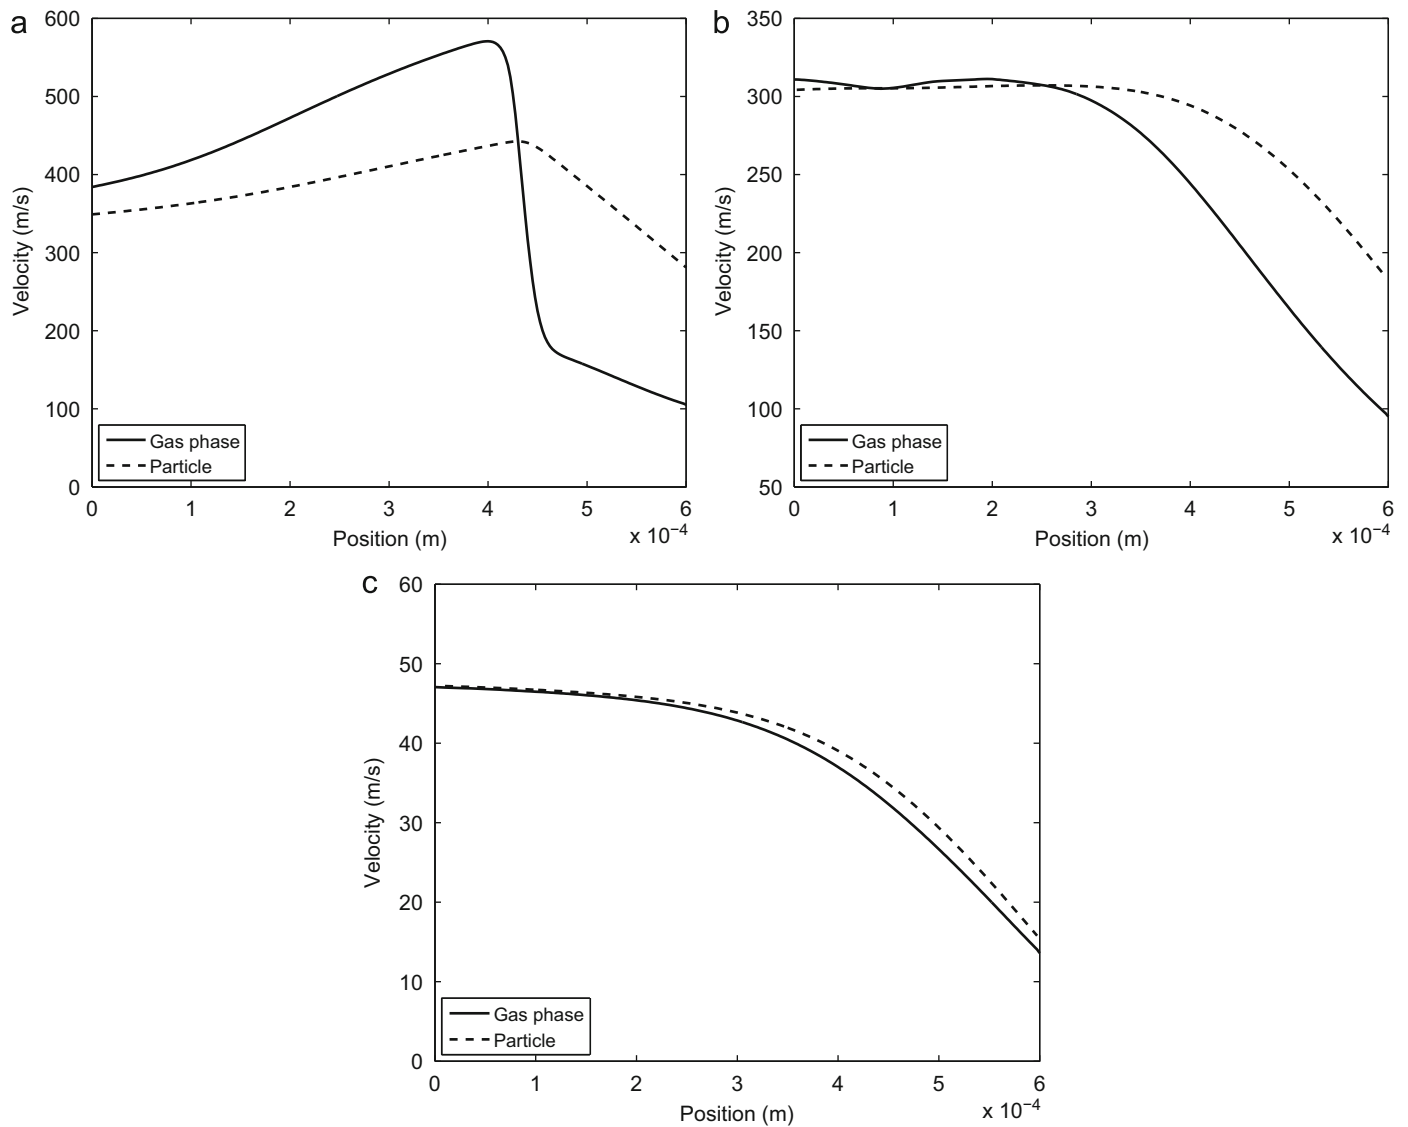 a
600
500
400
300
200
100
0
Velocity (m/s)
Gas phase
Particle
0 1 2 3 4 5 6
Position (m)
x 10⁻⁴
b
350
300
250
200
150
100
50
Velocity (m/s)
Gas phase
Particle
0 1 2 3 4 5 6
Position (m)
x 10⁻⁴
c
60
50
40
30
20
10
0
Velocity (m/s)
Gas phase
Particle
0 1 2 3 4 5 6
Position (m)
x 10⁻⁴